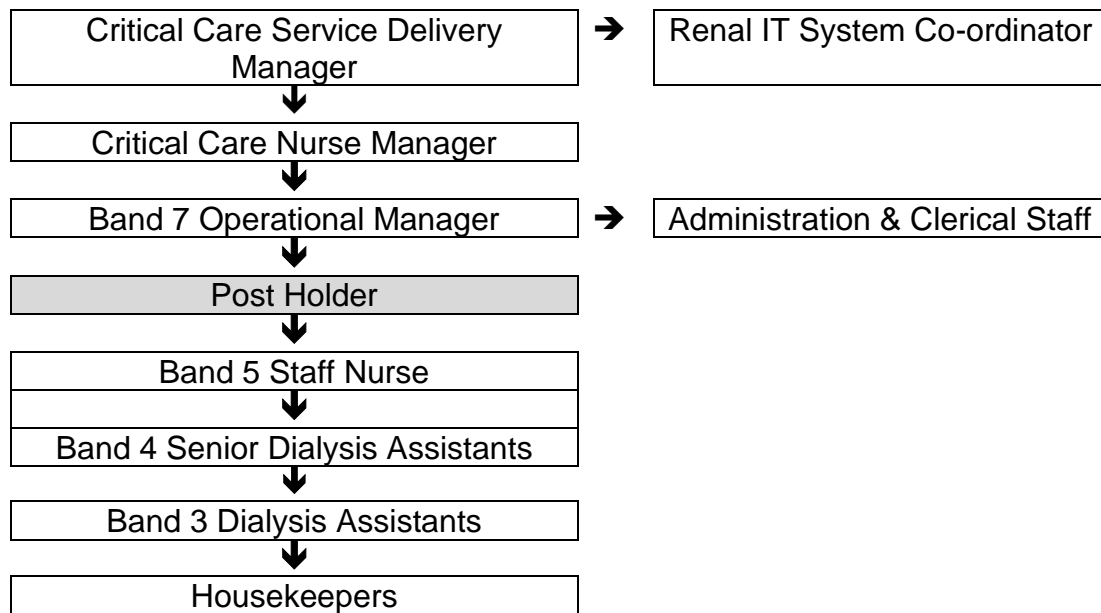 Critical Care Service Delivery
Manager
Renal IT System Co-ordinator
Critical Care Nurse Manager
Band 7 Operational Manager
Administration & Clerical Staff
Post Holder
Band 5 Staff Nurse
Band 4 Senior Dialysis Assistants
Band 3 Dialysis Assistants
Housekeepers